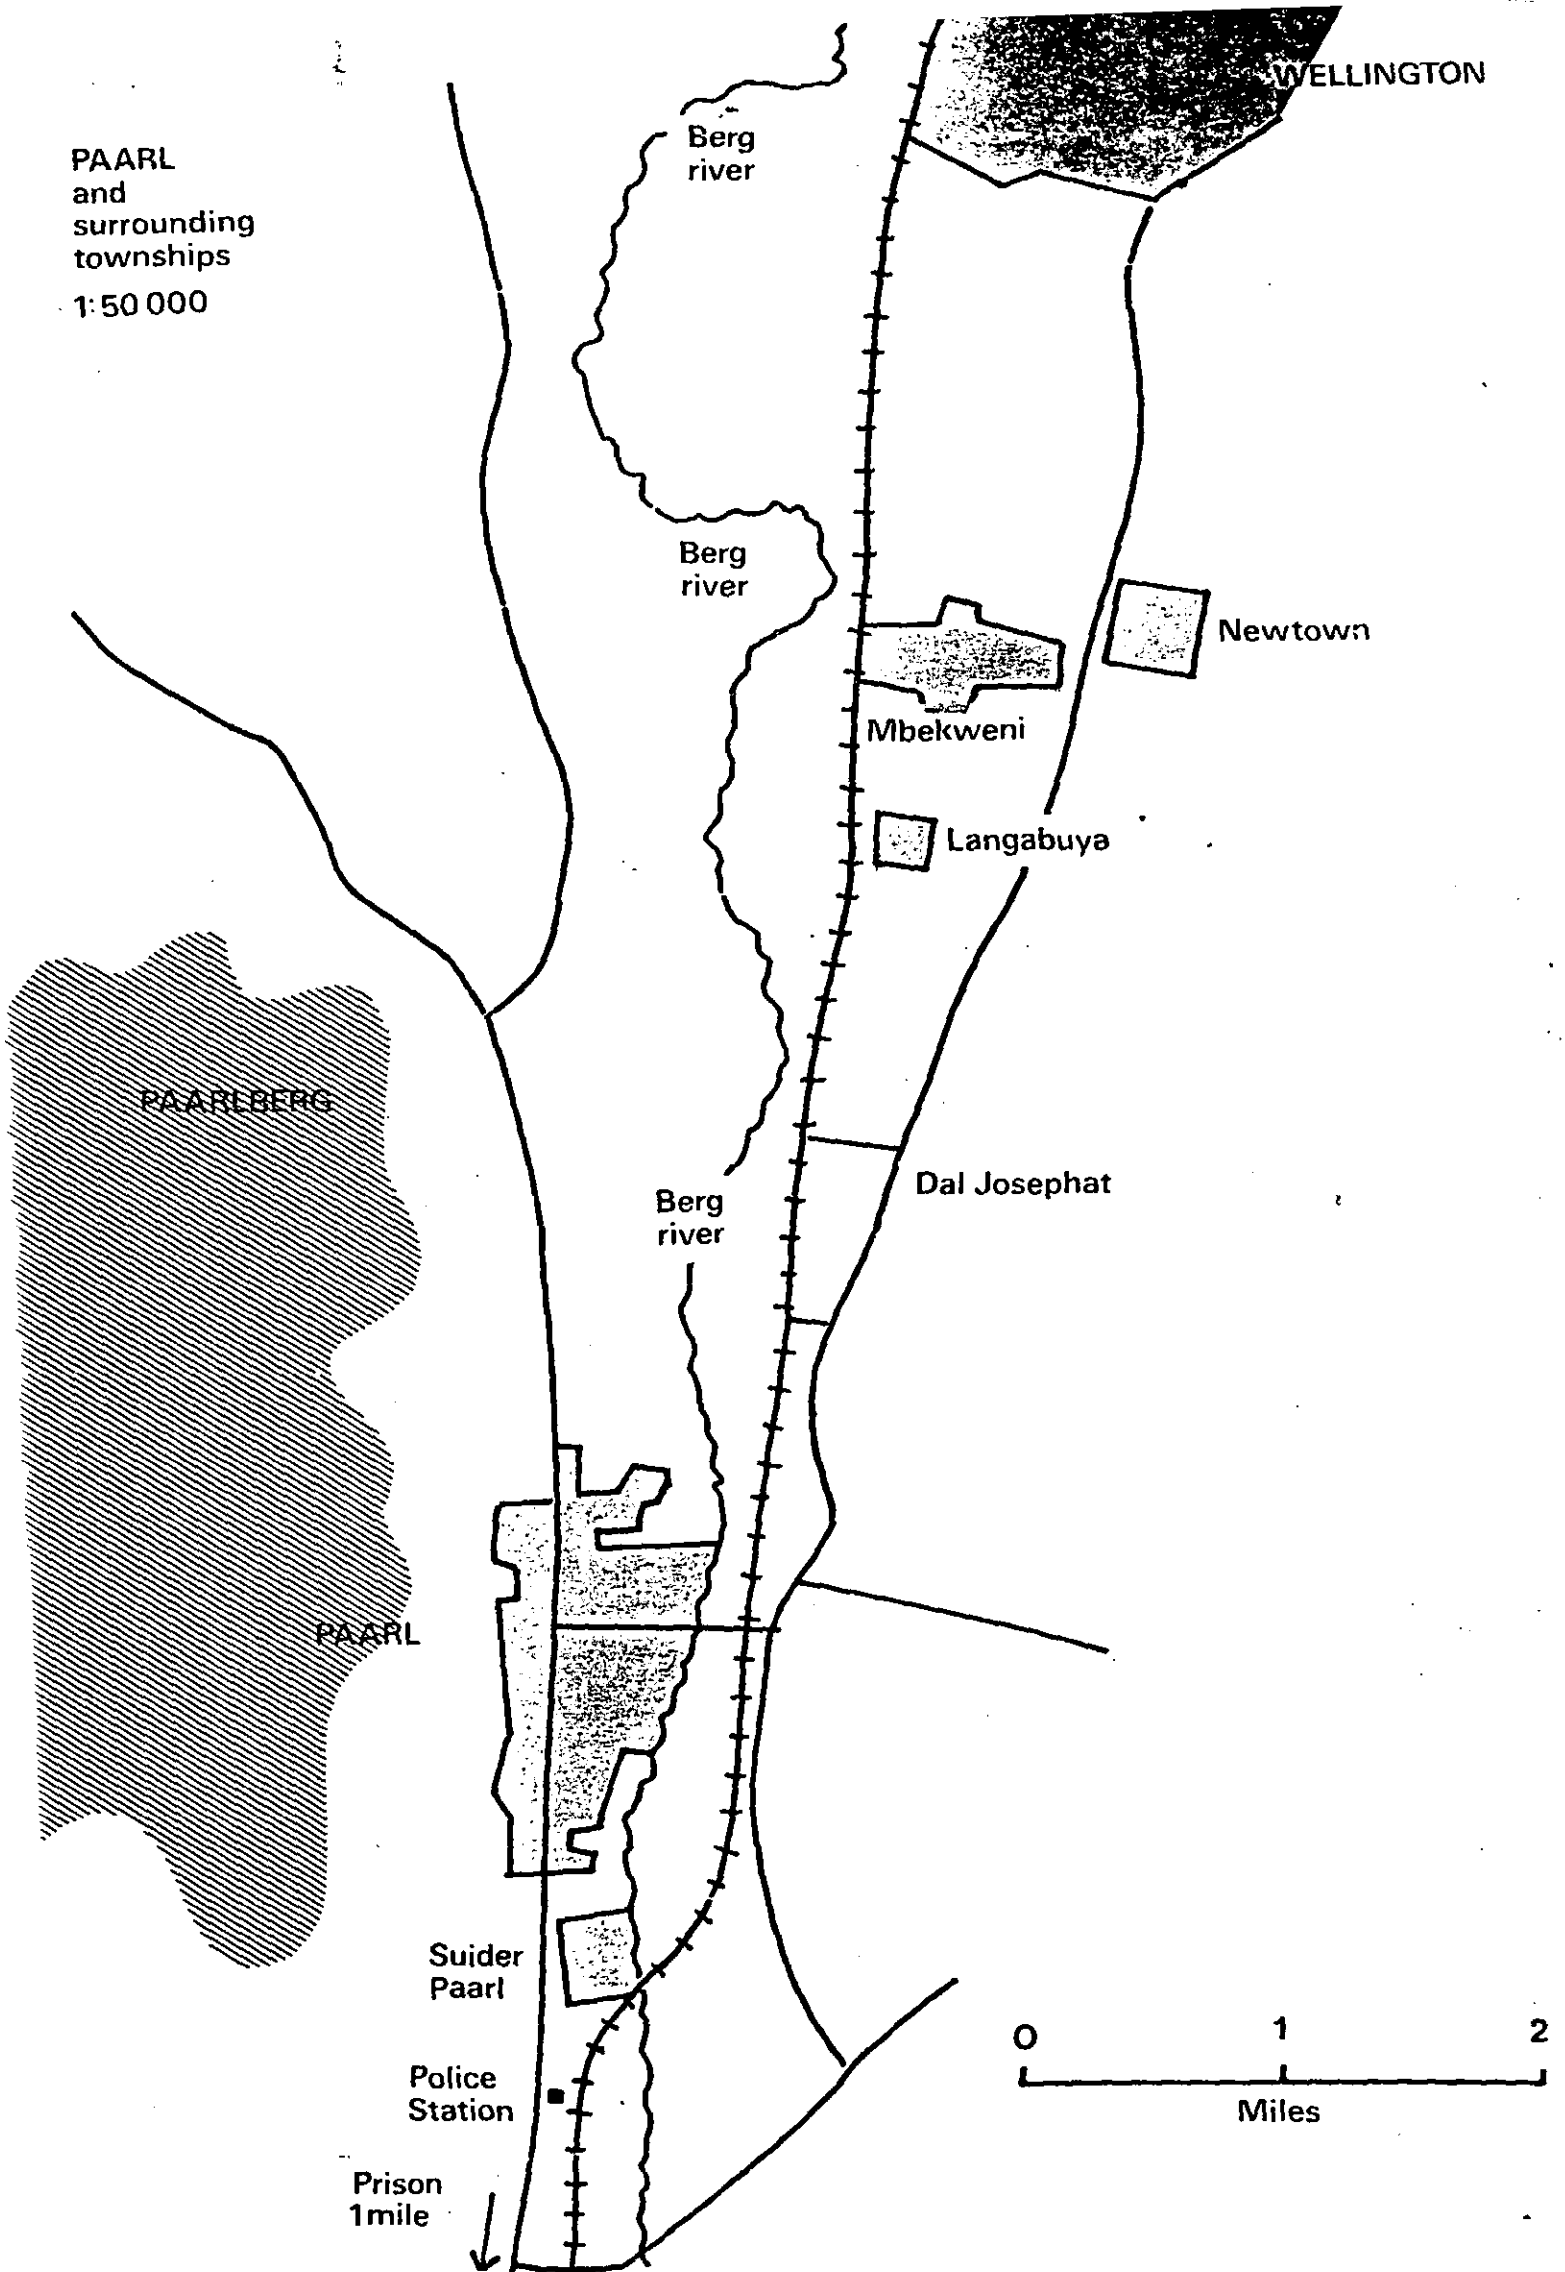 WELLINGTON
PAARL
and
surrounding
townships
1:50 000
Berg
river
Berg
river
Newtown
Mbekweni
Langabuya
PAARLBERG
Dal Josephat
Berg
river
PAARL
Suider
Paarl
Police
Station
Prison
1mile
0
1
2
Miles